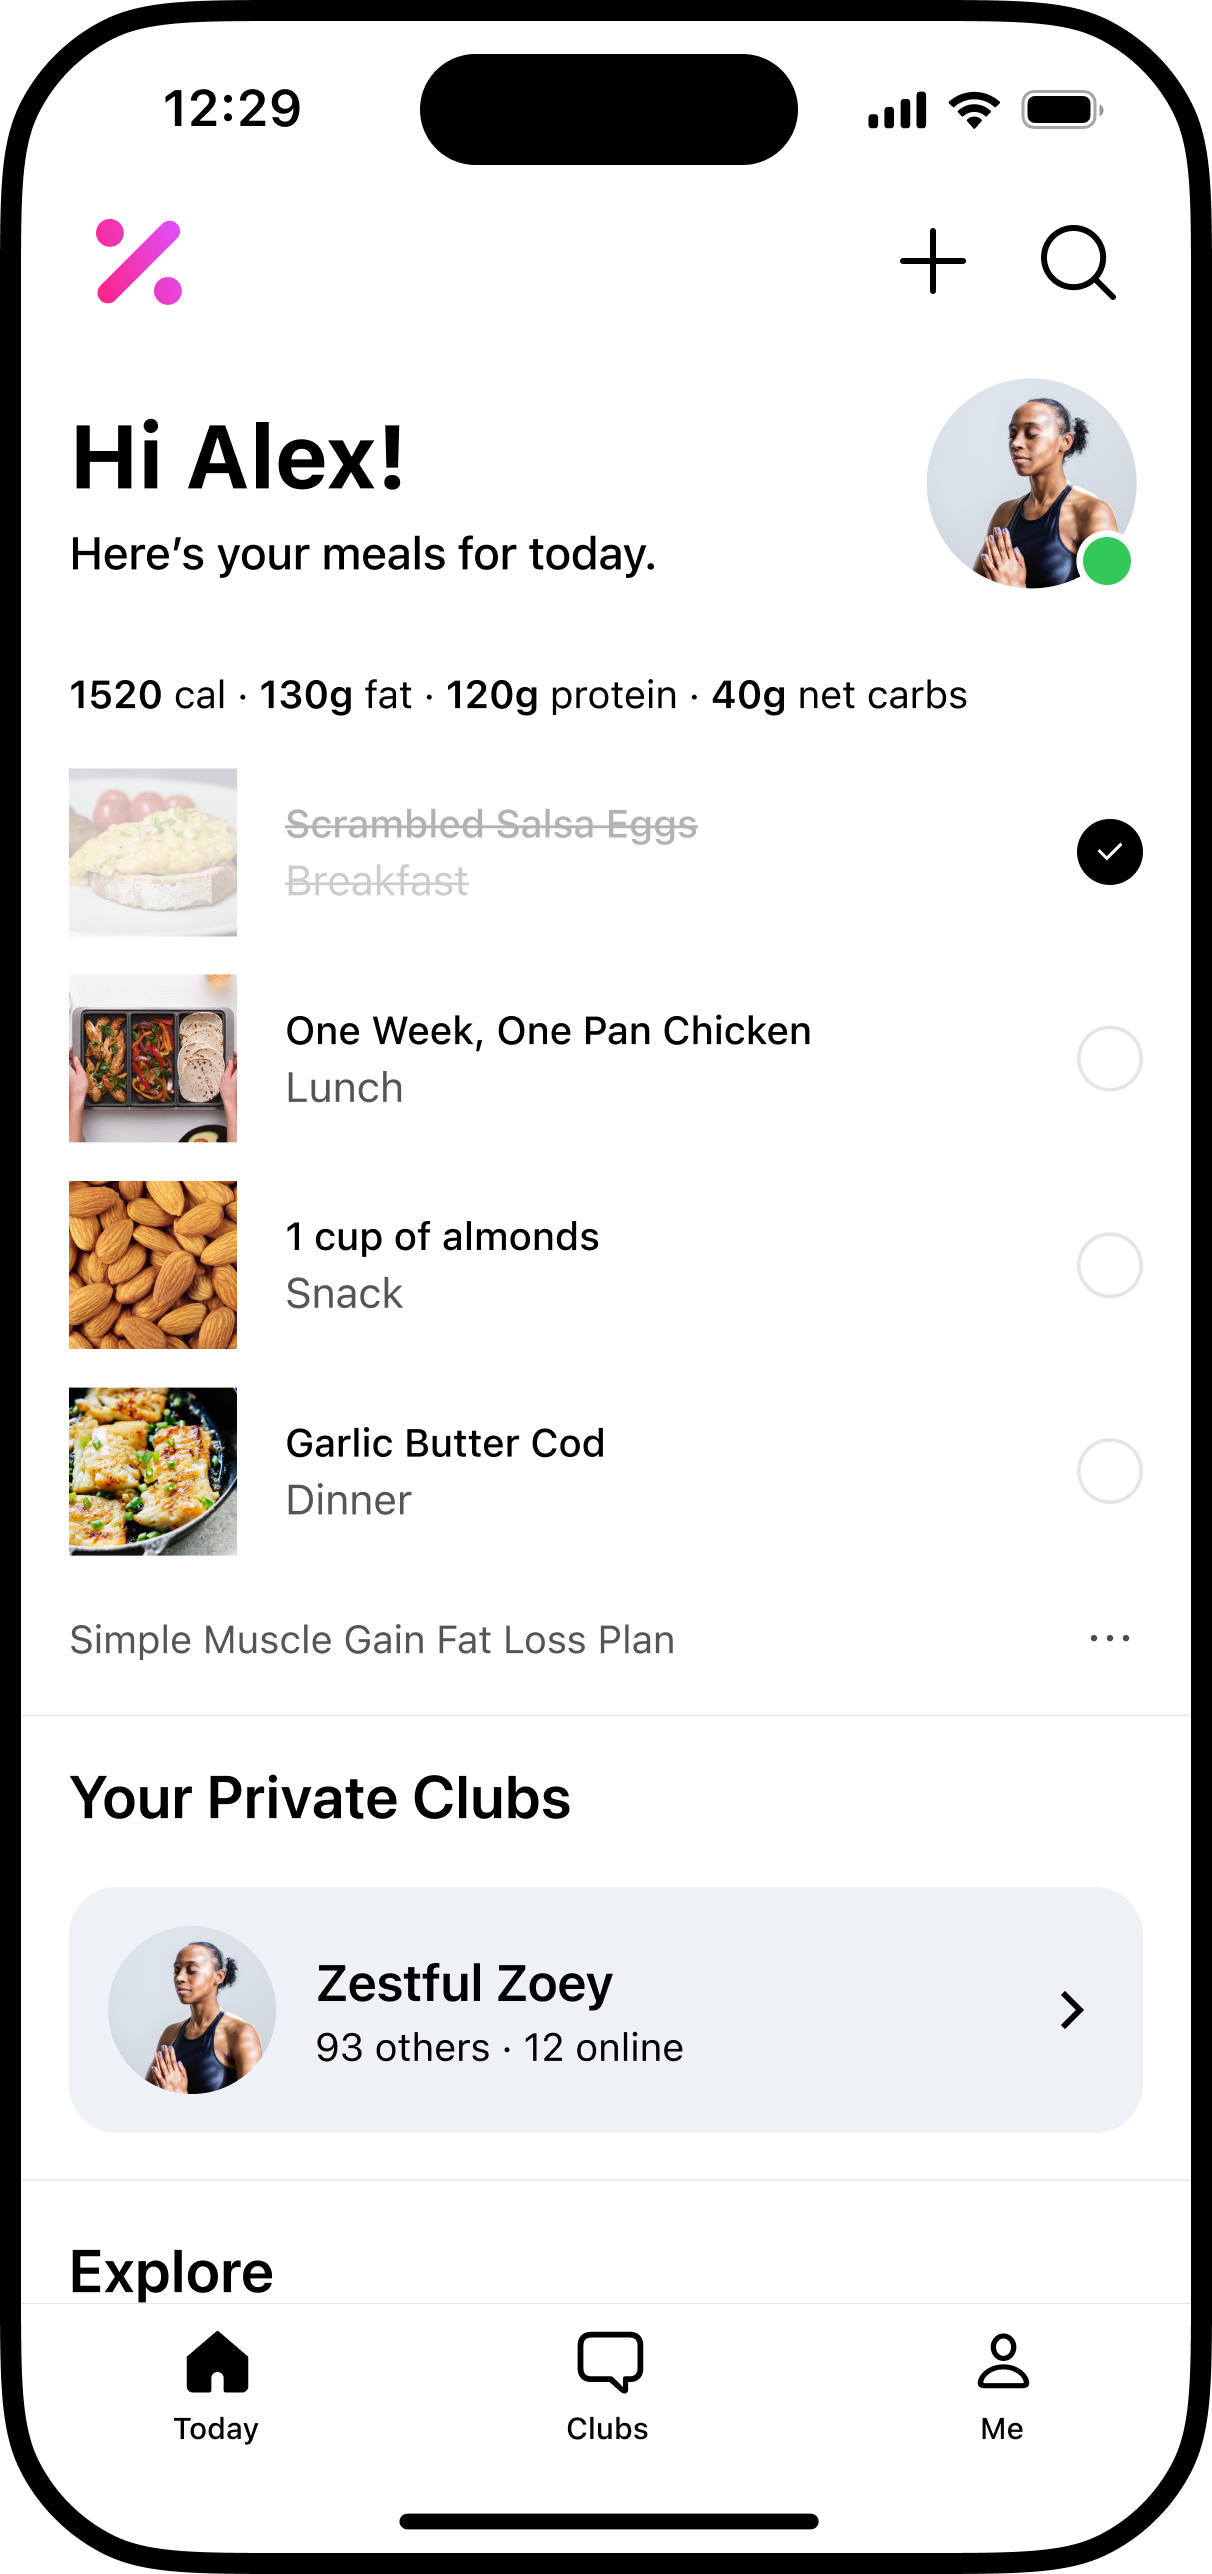 12:29
Hi Alex!
Here’s your meals for today.
1520 cal · 130g fat · 120g protein · 40g net carbs
Scrambled Salsa Eggs
Breakfast
One Week, One Pan Chicken
Lunch
1 cup of almonds
Snack
Garlic Butter Cod
Dinner
Simple Muscle Gain Fat Loss Plan
Your Private Clubs
Zestful Zoey
93 others · 12 online
Explore
Today
Clubs
Me